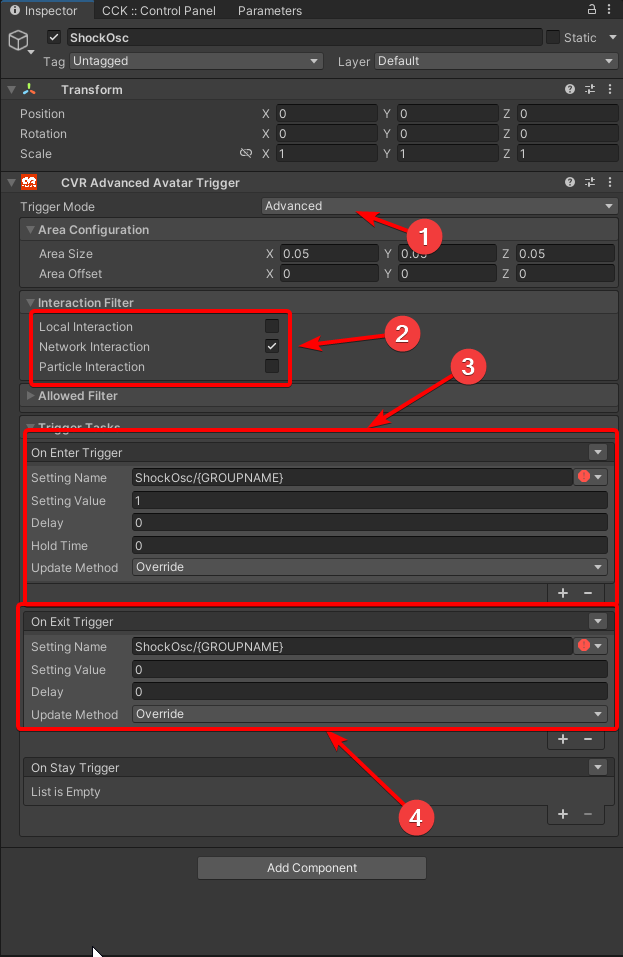 Inspector CCK :: Control Panel Parameters
ShockOsc Static
Tag Untagged Layer Default
Transform
Position X 0 Y 0 Z 0
Rotation X 0 Y 0 Z 0
Scale X 1 Y 1 Z 1
CVR Advanced Avatar Trigger
Trigger Mode Advanced
1
Area Configuration
Area Size X 0.05 Y 0.05 Z 0.05
Area Offset X 0 Y 0 Z 0
Interaction Filter
Local Interaction
2
Network Interaction
Particle Interaction
3
Allowed Filter
Trigger Tasks
On Enter Trigger
Setting Name ShockOsc/{GROUPNAME}
Setting Value 1
Delay 0
Hold Time 0
Update Method Override
+ −
On Exit Trigger
Setting Name ShockOsc/{GROUPNAME}
Setting Value 0
Delay 0
Update Method Override
+ −
On Stay Trigger
List is Empty
4
+ −
Add Component